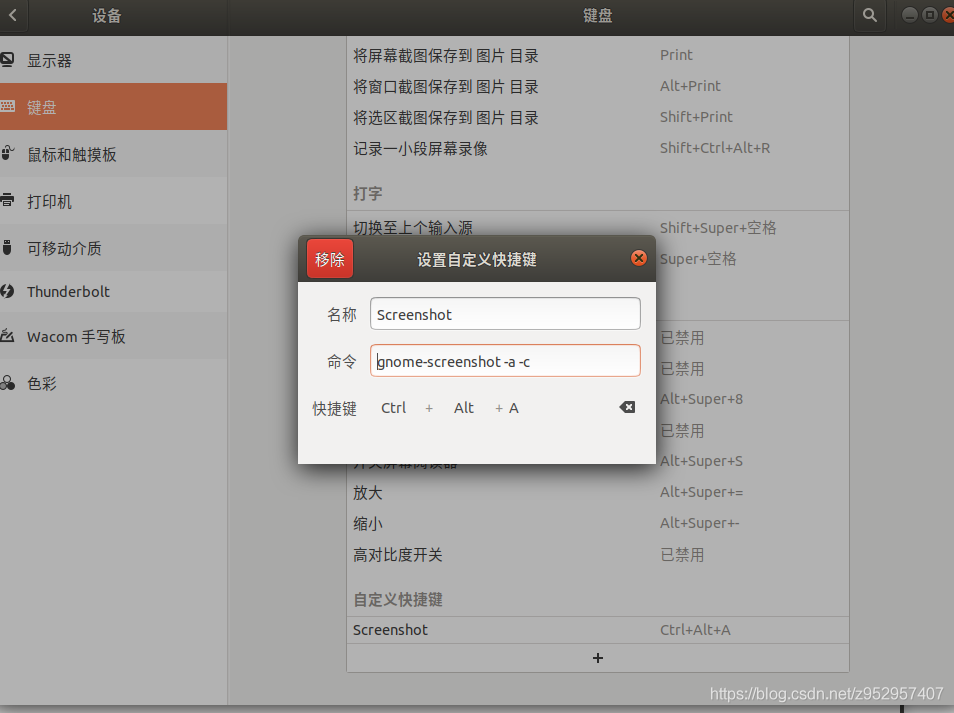 设备
键盘
显示器
键盘
鼠标和触摸板
打印机
可移动介质
Thunderbolt
Wacom 手写板
色彩
将屏幕截图保存到 图片 目录 Print
将窗口截图保存到 图片 目录 Alt+Print
将选区截图保存到 图片 目录 Shift+Print
记录一小段屏幕录像 Shift+Ctrl+Alt+R
打字
切换至上个输入源 Shift+Super+空格
Super+空格
移除 设置自定义快捷键
名称 Screenshot
命令 gnome-screenshot -a -c
快捷键 Ctrl + Alt + A
已禁用
已禁用
Alt+Super+8
已禁用
开关屏幕阅读器 Alt+Super+S
放大 Alt+Super+=
缩小 Alt+Super+-
高对比度开关 已禁用
自定义快捷键
Screenshot Ctrl+Alt+A
+
https://blog.csdn.net/z952957407